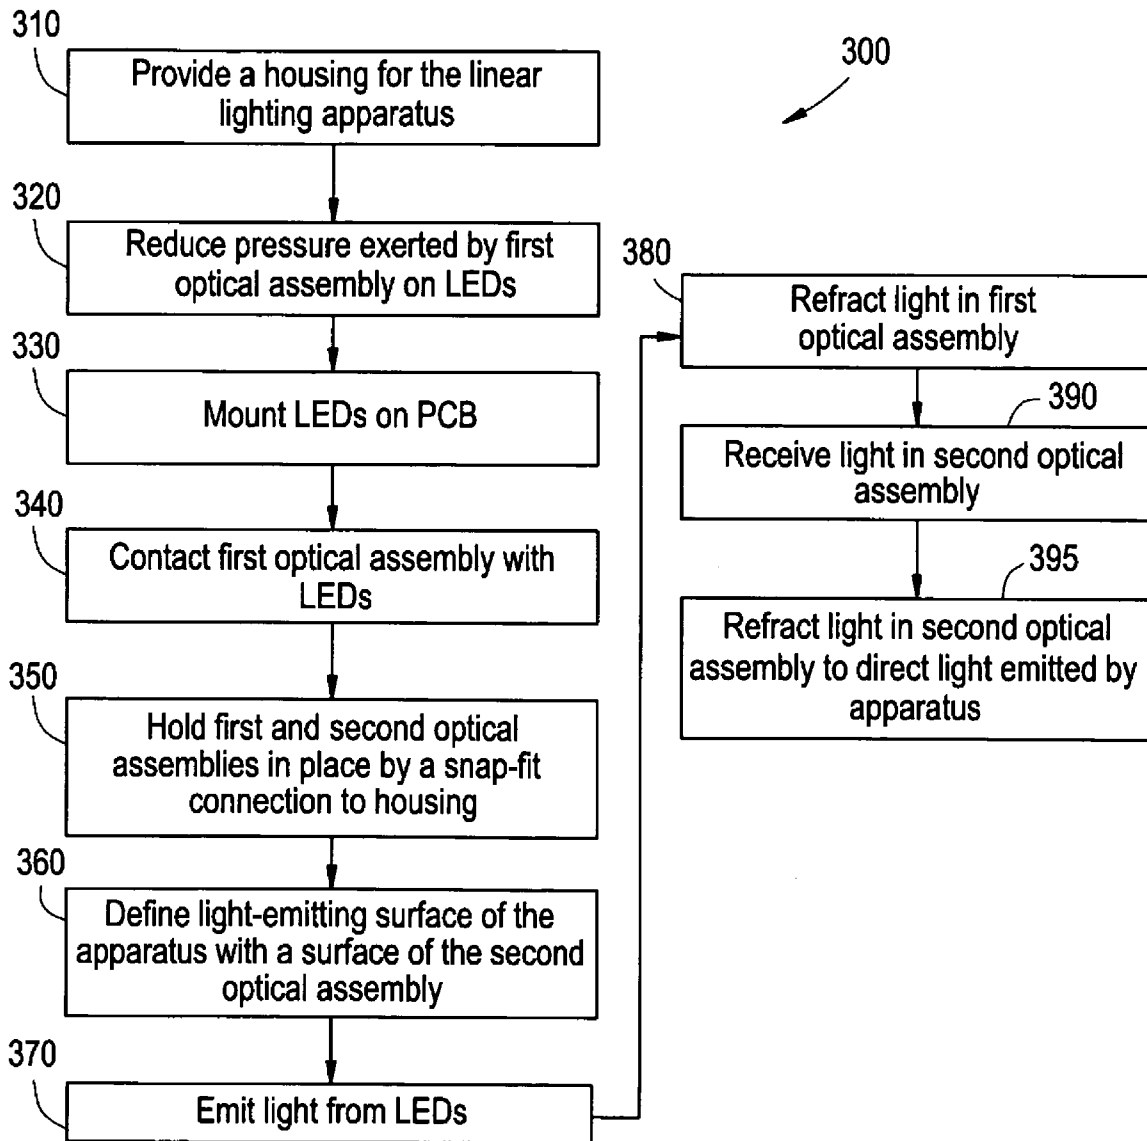 310
Provide a housing for the linear
lighting apparatus
300
320
Reduce pressure exerted by first
optical assembly on LEDs
330
Mount LEDs on PCB
340
Contact first optical assembly with
LEDs
350
Hold first and second optical
assemblies in place by a snap-fit
connection to housing
360
Define light-emitting surface of the
apparatus with a surface of the second
optical assembly
370
Emit light from LEDs
380
Refract light in first
optical assembly
390
Receive light in second optical
assembly
395
Refract light in second optical
assembly to direct light emitted by
apparatus